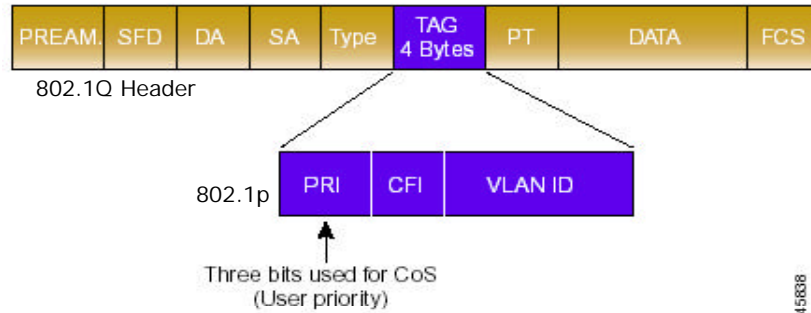 PREAM. SFD DA SA Type TAG 4 Bytes PT DATA FCS
802.1Q Header
802.1p PRI CFI VLAN ID
Three bits used for CoS
(User priority)
45838